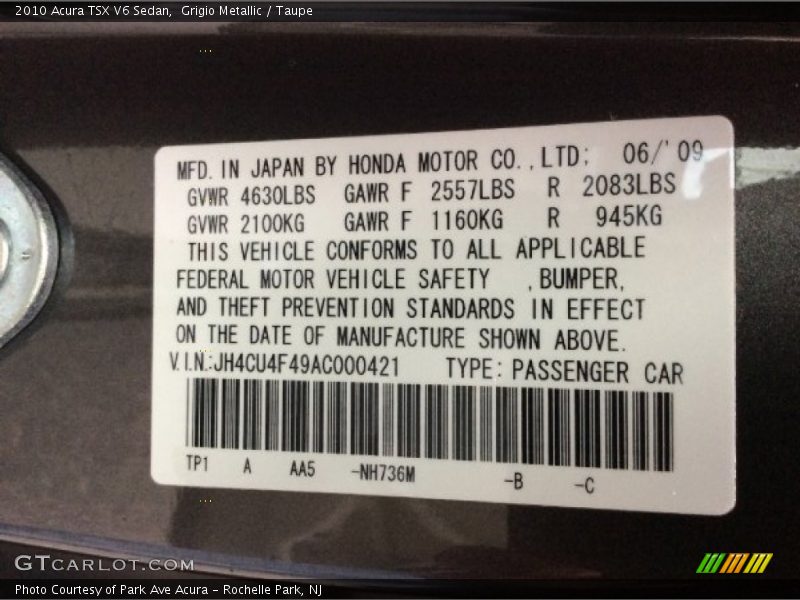 2010 Acura TSX V6 Sedan,  Grigio Metallic / Taupe
MFD. IN JAPAN BY HONDA MOTOR CO., LTD; 06/'09
GVWR 4630LBS GAWR F 2557LBS R 2083LBS
GVWR 2100KG GAWR F 1160KG R 945KG
THIS VEHICLE CONFORMS TO ALL APPLICABLE
FEDERAL MOTOR VEHICLE SAFETY , BUMPER,
AND THEFT PREVENTION STANDARDS IN EFFECT
ON THE DATE OF MANUFACTURE SHOWN ABOVE.
V.I.N.:JH4CU4F49AC000421 TYPE: PASSENGER CAR
TP1 A AA5 -NH736M -B -C
GTCARLOT.COM
Photo Courtesy of Park Ave Acura - Rochelle Park, NJ